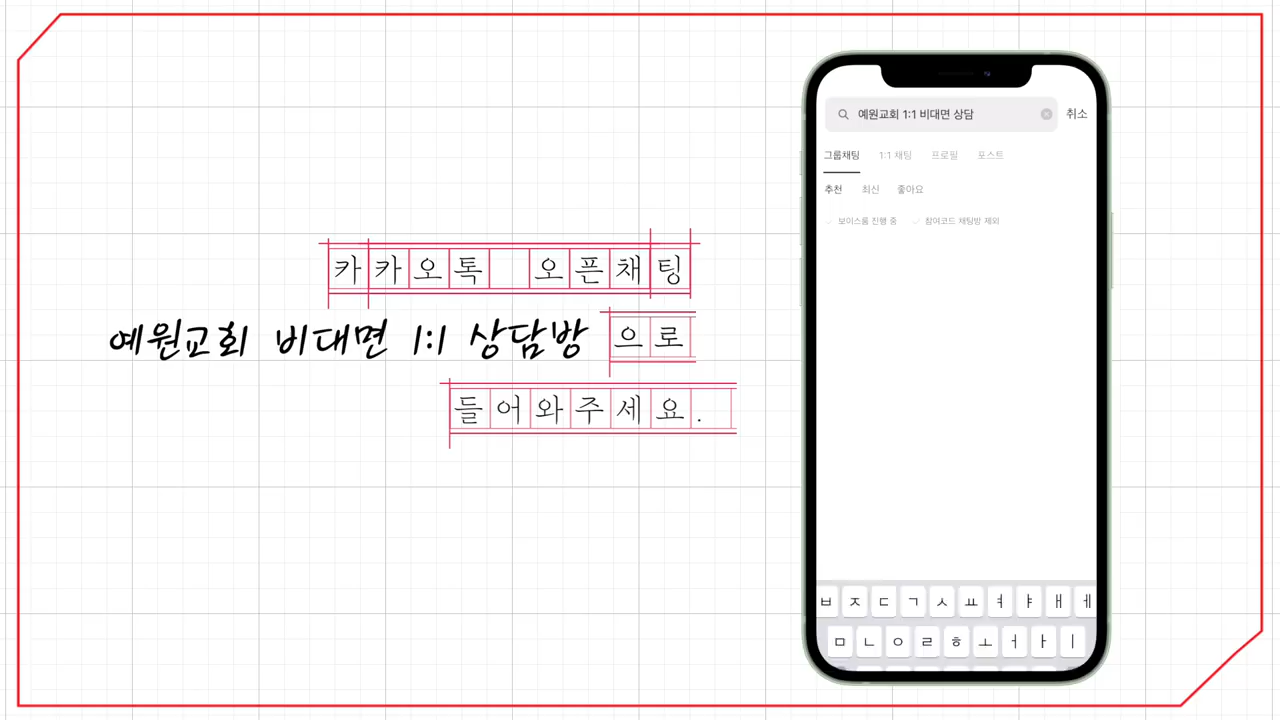 카카오톡 오픈채팅
예원교회 비대면 1:1 상담방 으로
들어와주세요.
예원교회 1:1 비대면 상담
취소
그룹채팅 1:1 채팅 프로필 포스트
추천 최신 좋아요
보이스룸 진행 중 참여코드 채팅방 제외
ㅂ ㅈ ㄷ ㄱ ㅅ ㅛ ㅕ ㅑ ㅐ ㅔ
ㅁ ㄴ ㅇ ㄹ ㅎ ㅗ ㅓ ㅏ ㅣ